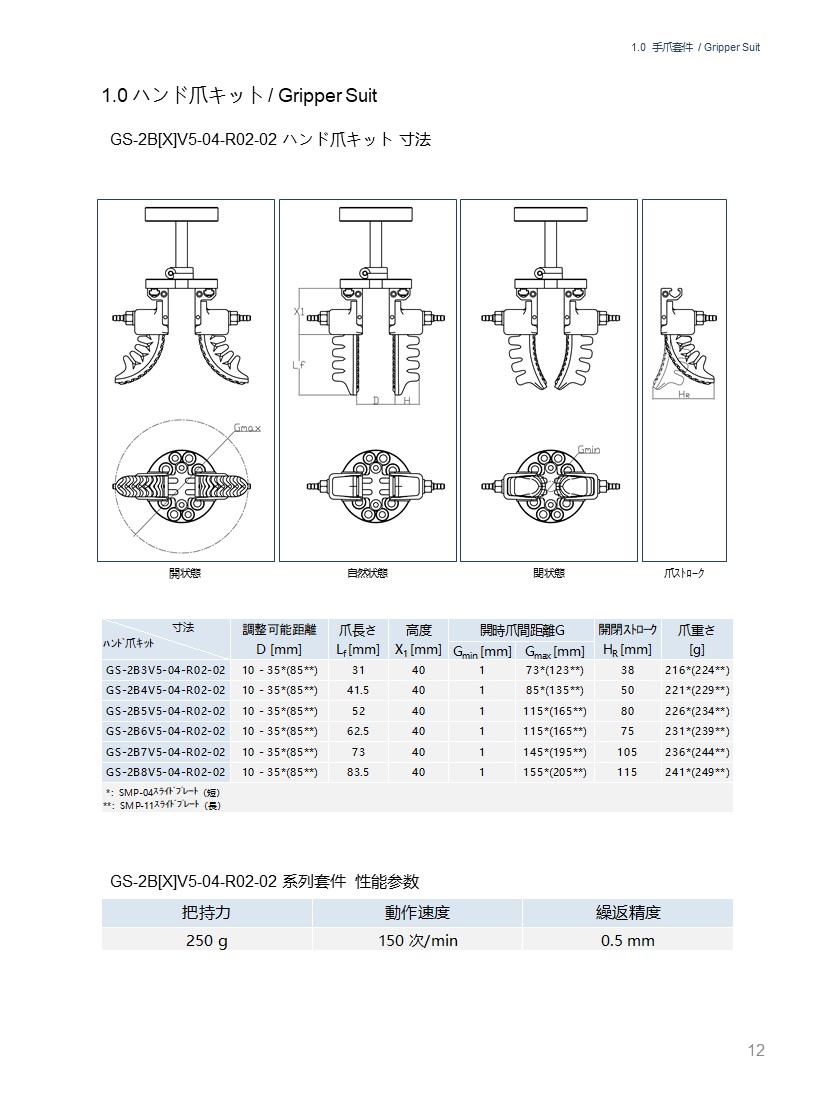 1.0 手爪套件 / Gripper Suit
1.0 ハンド爪キット / Gripper Suit
GS-2B[X]V5-04-R02-02 ハンド爪キット 寸法
X1
Lf
D
H
HR
Gmax
Gmin
開状態
自然状態
閉状態
爪ストローク
寸法
ハンド爪キット
調整可能距離
D [mm]
爪長さ
Lf [mm]
高度
X1 [mm]
開時爪間距離G
Gmin [mm] Gmax [mm]
開閉ストローク
HR [mm]
爪重さ
[g]
GS-2B3V5-04-R02-02 10 - 35*(85**) 31 40 1 73*(123**) 38 216*(224**)
GS-2B4V5-04-R02-02 10 - 35*(85**) 41.5 40 1 85*(135**) 50 221*(229**)
GS-2B5V5-04-R02-02 10 - 35*(85**) 52 40 1 115*(165**) 80 226*(234**)
GS-2B6V5-04-R02-02 10 - 35*(85**) 62.5 40 1 115*(165**) 75 231*(239**)
GS-2B7V5-04-R02-02 10 - 35*(85**) 73 40 1 145*(195**) 105 236*(244**)
GS-2B8V5-04-R02-02 10 - 35*(85**) 83.5 40 1 155*(205**) 115 241*(249**)
*: SMP-04スライドプレート (短)
**: SMP-11スライドプレート (長)
GS-2B[X]V5-04-R02-02 系列套件 性能参数
把持力 動作速度 繰返精度
250 g 150 次/min 0.5 mm
12